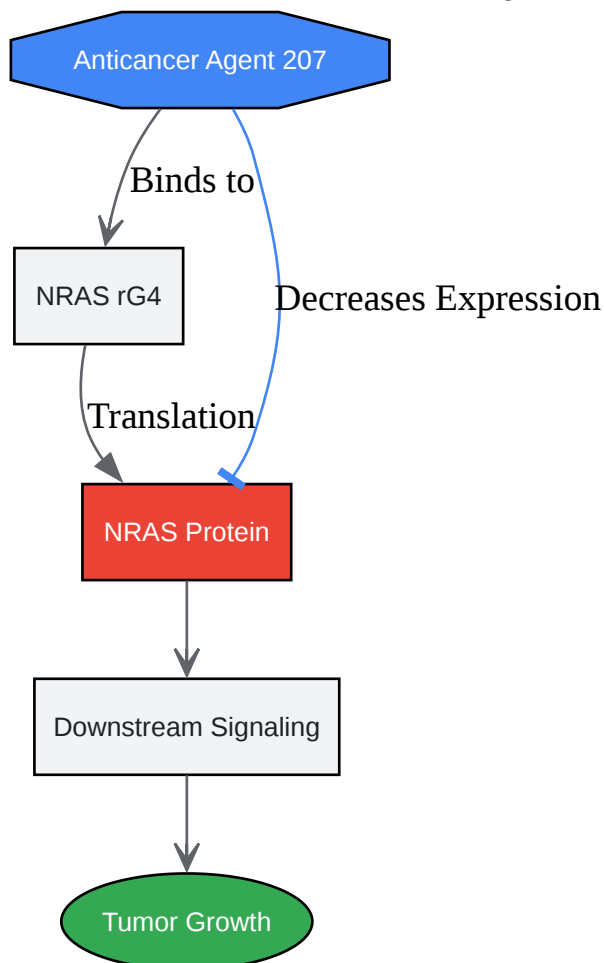 Anticancer Agent 207
Binds to
NRAS rG4
Decreases Expression
Translation
NRAS Protein
Downstream Signaling
Tumor Growth